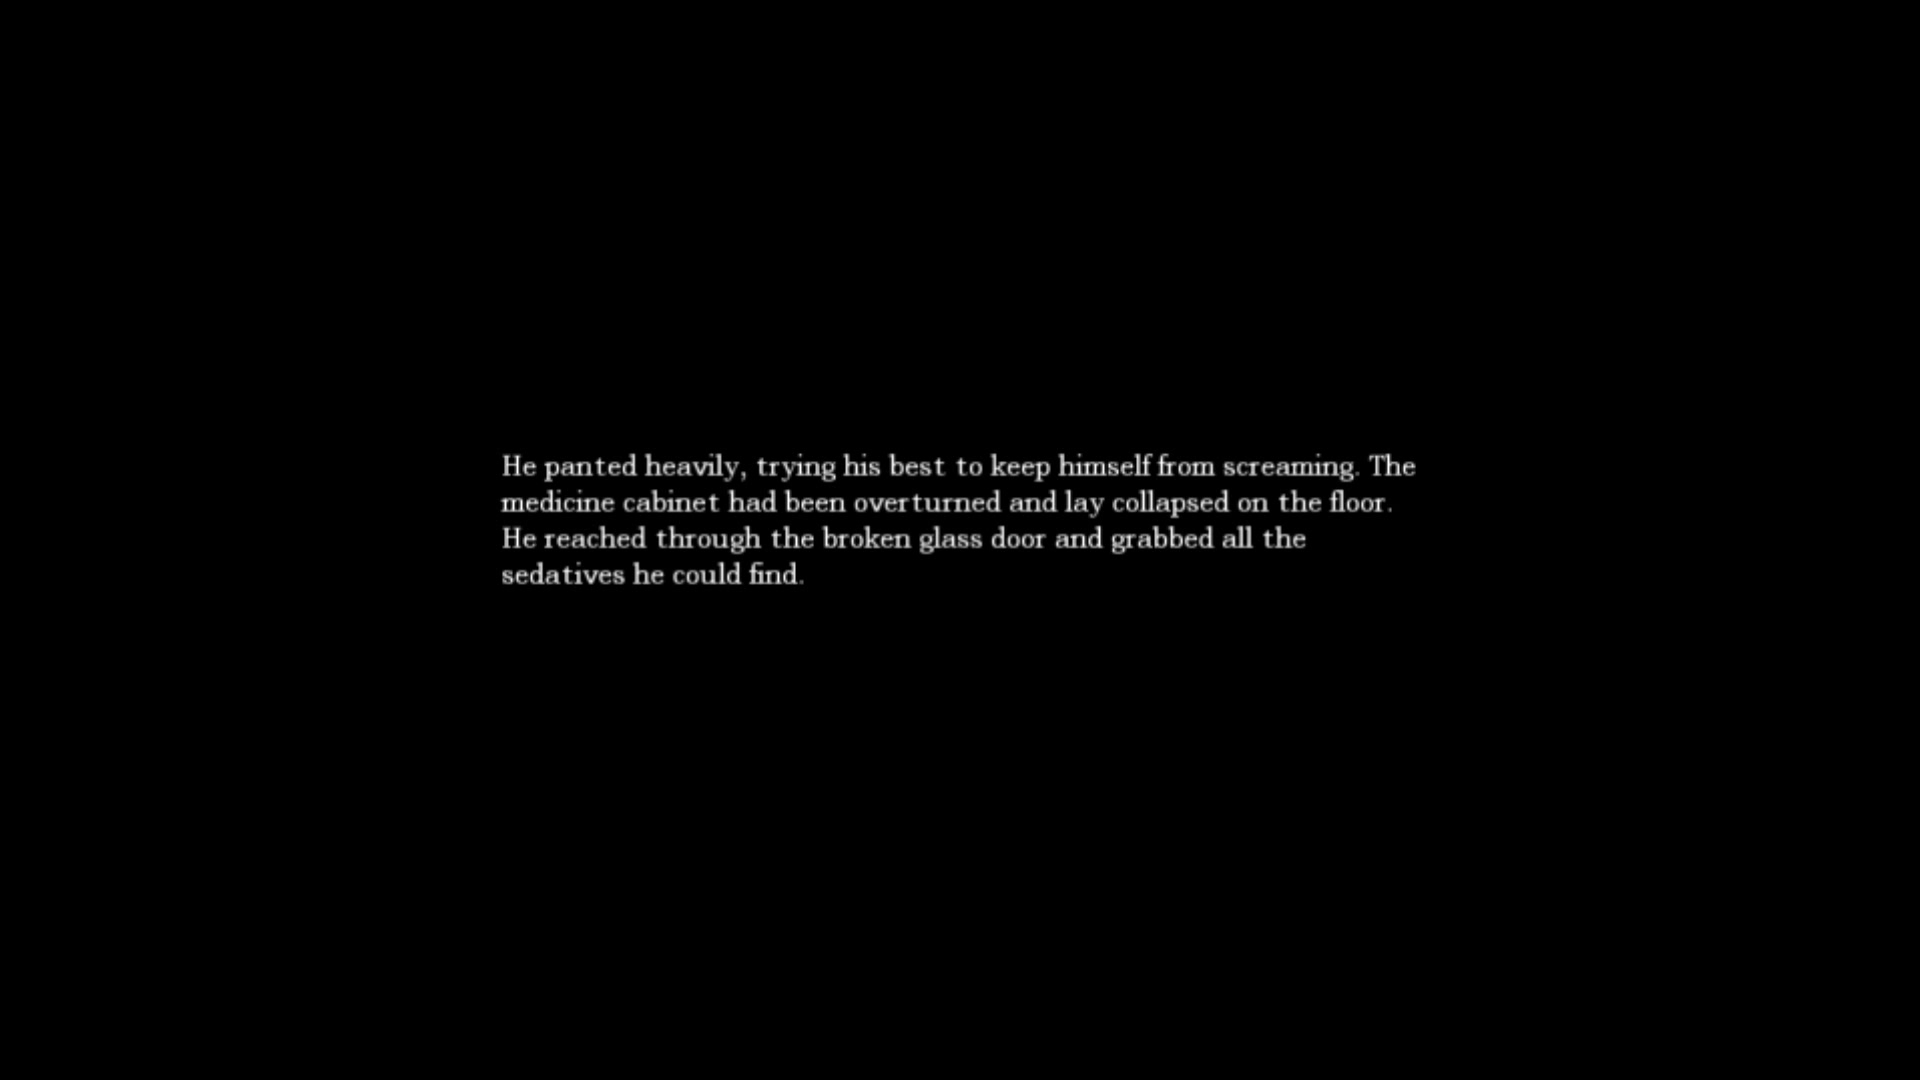 He panted heavily, trying his best to keep himself from screaming. The
medicine cabinet had been overturned and lay collapsed on the floor.
He reached through the broken glass door and grabbed all the
sedatives he could find.